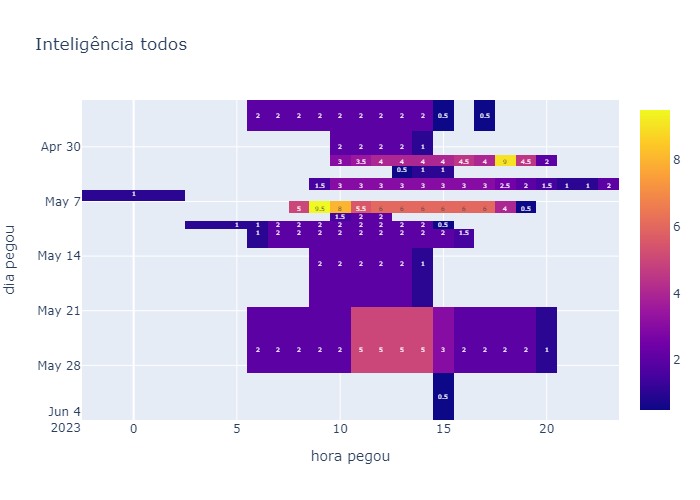 Inteligência todos
2 2 2 2 2 2 2 2 2 0.5 0.5
Apr 30
2 2 2 2 1
3 3.5 4 4 4 4 4.5 4 9 4.5 2
0.5 1 1
1.5 3 3 3 3 3 3 3 3 2.5 2 1.5 1 1 2
1
May 7
5 9.5 8 5.5 6 6 6 6 6 6 4 0.5
1.5 2 2
1 1 2 2 2 2 2 2 2 2 0.5
1 2 2 2 2 2 2 2 2 2 1.5
May 14
2 2 2 2 2 1
May 21
2 2 2 2 2 5 5 5 5 3 2 2 2 2 1
May 28
0.5
Jun 4
2023
0 5 10 15 20
hora pegou
dia pegou
8
6
4
2